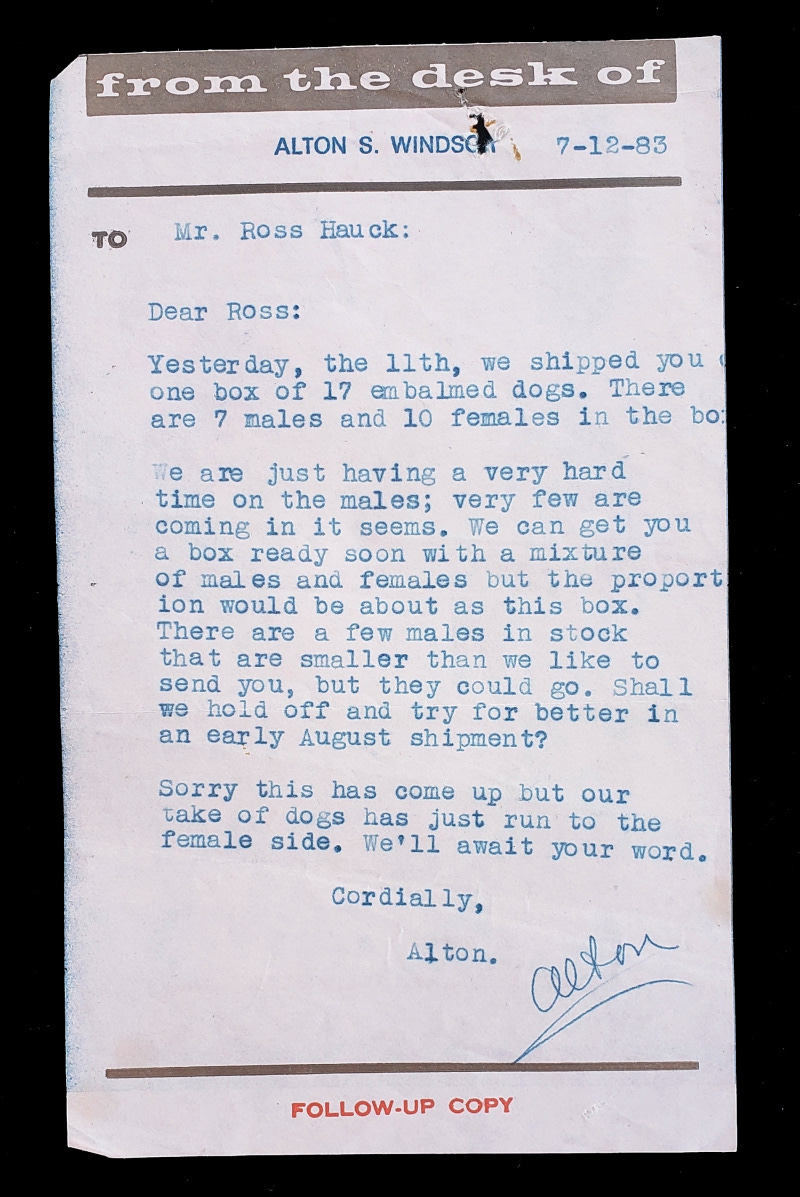 from the desk of
ALTON S. WINDSOR 7-12-83
TO Mr. Ross Hauck:
Dear Ross:
Yesterday, the 11th, we shipped you
one box of 17 embalmed dogs. There
are 7 males and 10 females in the bo
We are just having a very hard
time on the males; very few are
coming in it seems. We can get you
a box ready soon with a mixture
of males and females but the proport
ion would be about as this box.
There are a few males in stock
that are smaller than we like to
send you, but they could go. Shall
we hold off and try for better in
an early August shipment?
Sorry this has come up but our
take of dogs has just run to the
female side. We'll await your word.
Cordially,
Alton.
Alton
FOLLOW-UP COPY